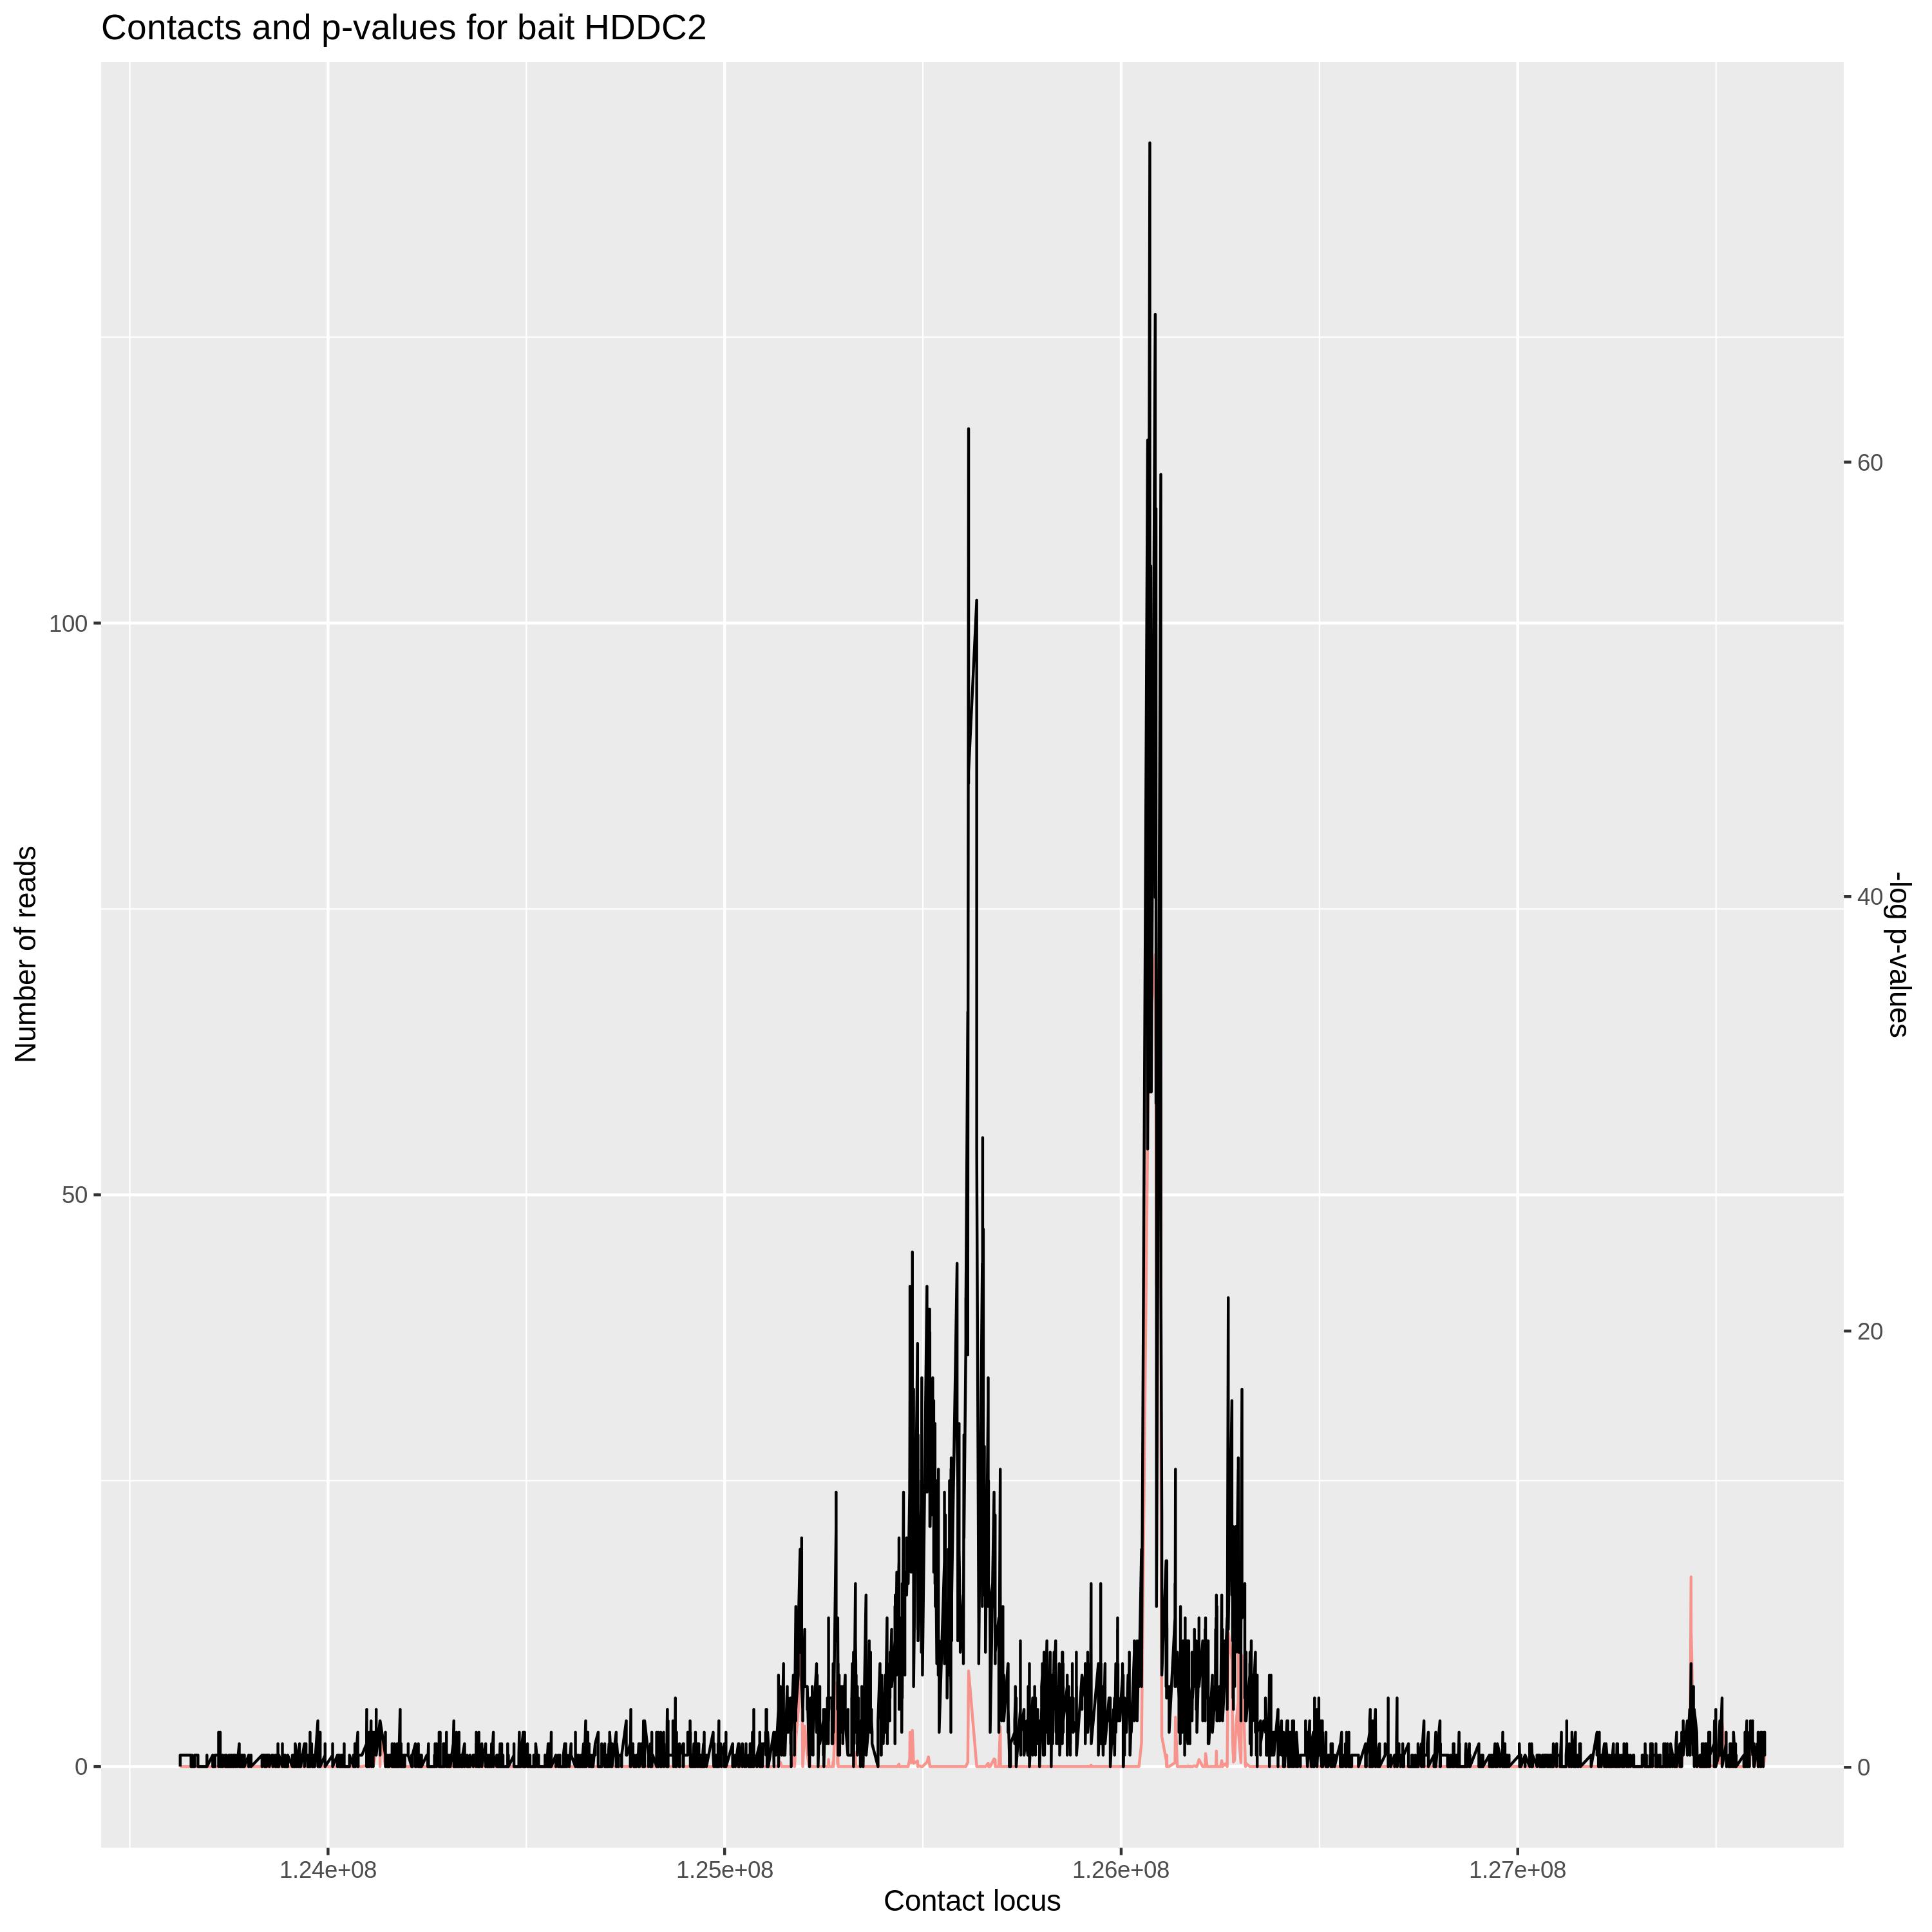 Contacts and p-values for bait HDDC2
Number of reads
100
50
0
60
40
20
0
-log p-values
1.24e+08
1.25e+08
1.26e+08
1.27e+08
Contact locus